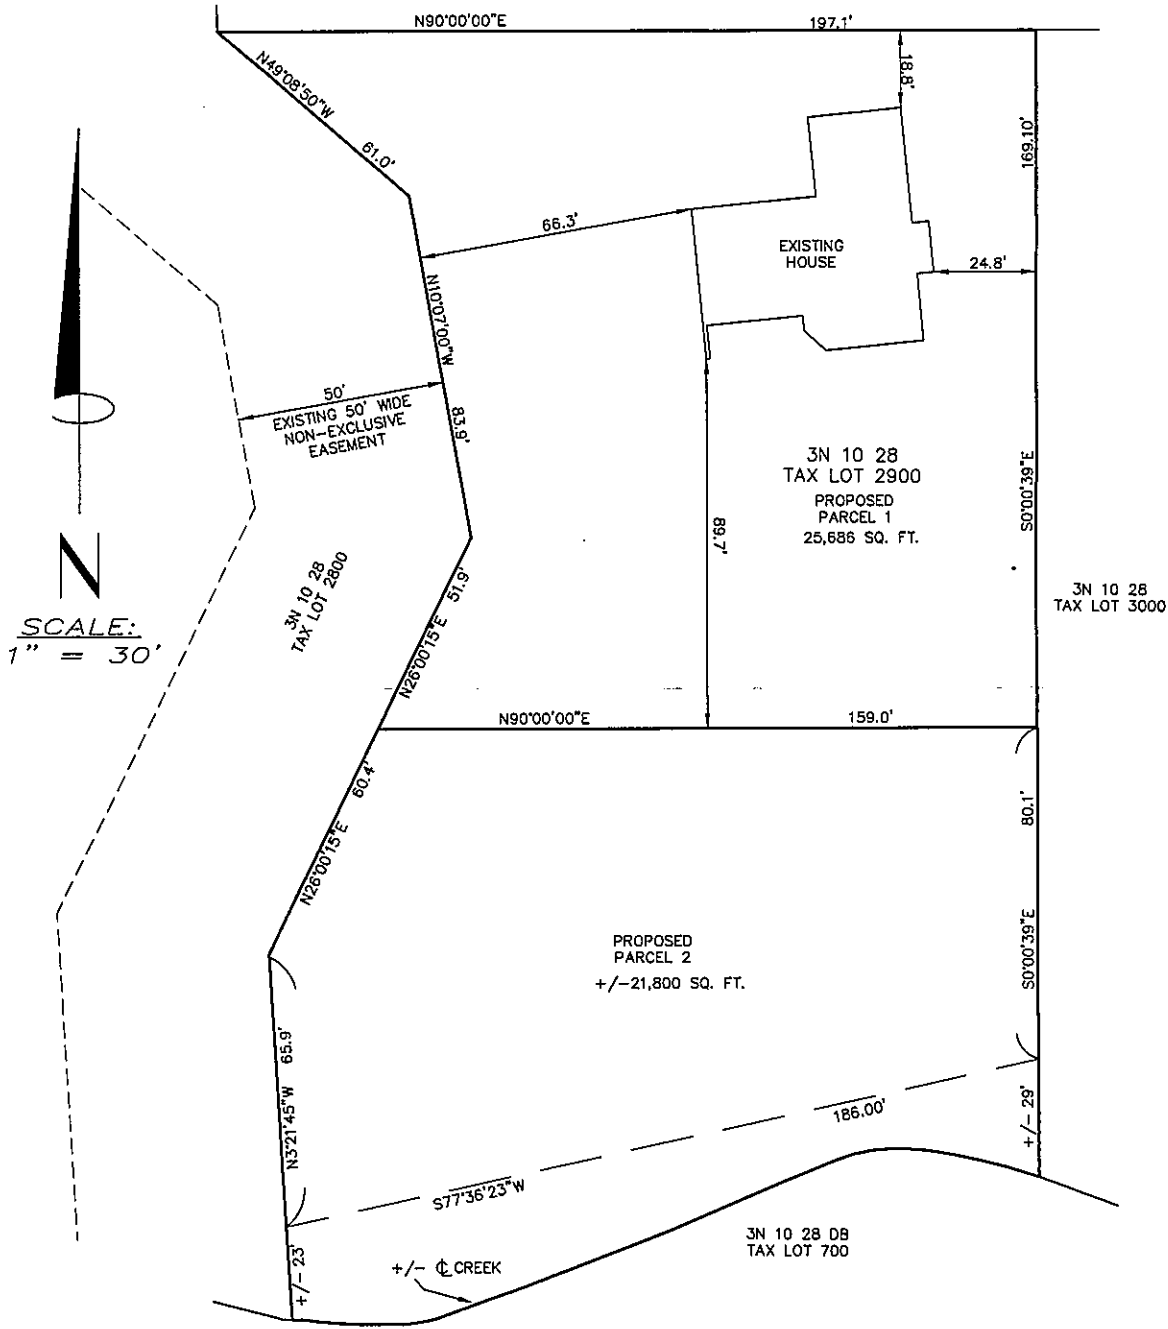 N90°00'00"E
197.1'
N49°08'50"W
61.0'
18.8'
169.10'
66.3'
EXISTING
HOUSE
24.8'
N10°07'00"W
83.9'
50'
EXISTING 50' WIDE
NON-EXCLUSIVE
EASEMENT
3N 10 28
TAX LOT 2900
PROPOSED
PARCEL 1
25,686 SQ. FT.
S0°00'39"E
89.7'
N
SCALE:
1" = 30'
3N 10 28
TAX LOT 2800
51.9'
N26°00'15"E
3N 10 28
TAX LOT 3000
N90°00'00"E
159.0'
60.4'
N26°00'15"E
80.1'
S0°00'39"E
PROPOSED
PARCEL 2
+/-21,800 SQ. FT.
65.9'
N3°21'45"W
186.00'
S77°36'23"W
+/- 29'
+/- 23'
+/- ℄ CREEK
3N 10 28 DB
TAX LOT 700